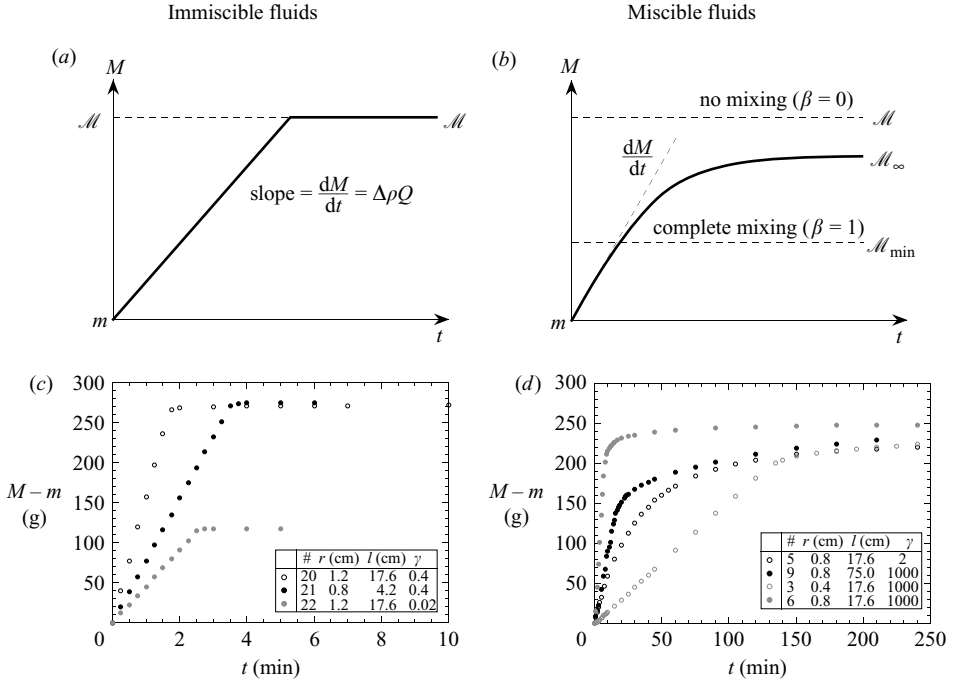 Immiscible fluids
Miscible fluids
(a)
M
ℳ
ℳ
slope = dM/dt = ΔρQ
m
t
(b)
M
no mixing (β = 0)
ℳ
dM/dt
ℳ∞
complete mixing (β = 1)
ℳmin
m
t
(c)
300
250
200
150
100
50
0
M – m
(g)
# r (cm) l (cm) γ
20 1.2 17.6 0.4
21 0.8 4.2 0.4
22 1.2 17.6 0.02
2 4 6 8 10
t (min)
(d)
300
250
200
150
100
50
0
M – m
(g)
# r (cm) l (cm) γ
5 0.8 17.6 2
9 0.8 75.0 1000
3 0.4 17.6 1000
6 0.8 17.6 1000
50 100 150 200 250
t (min)